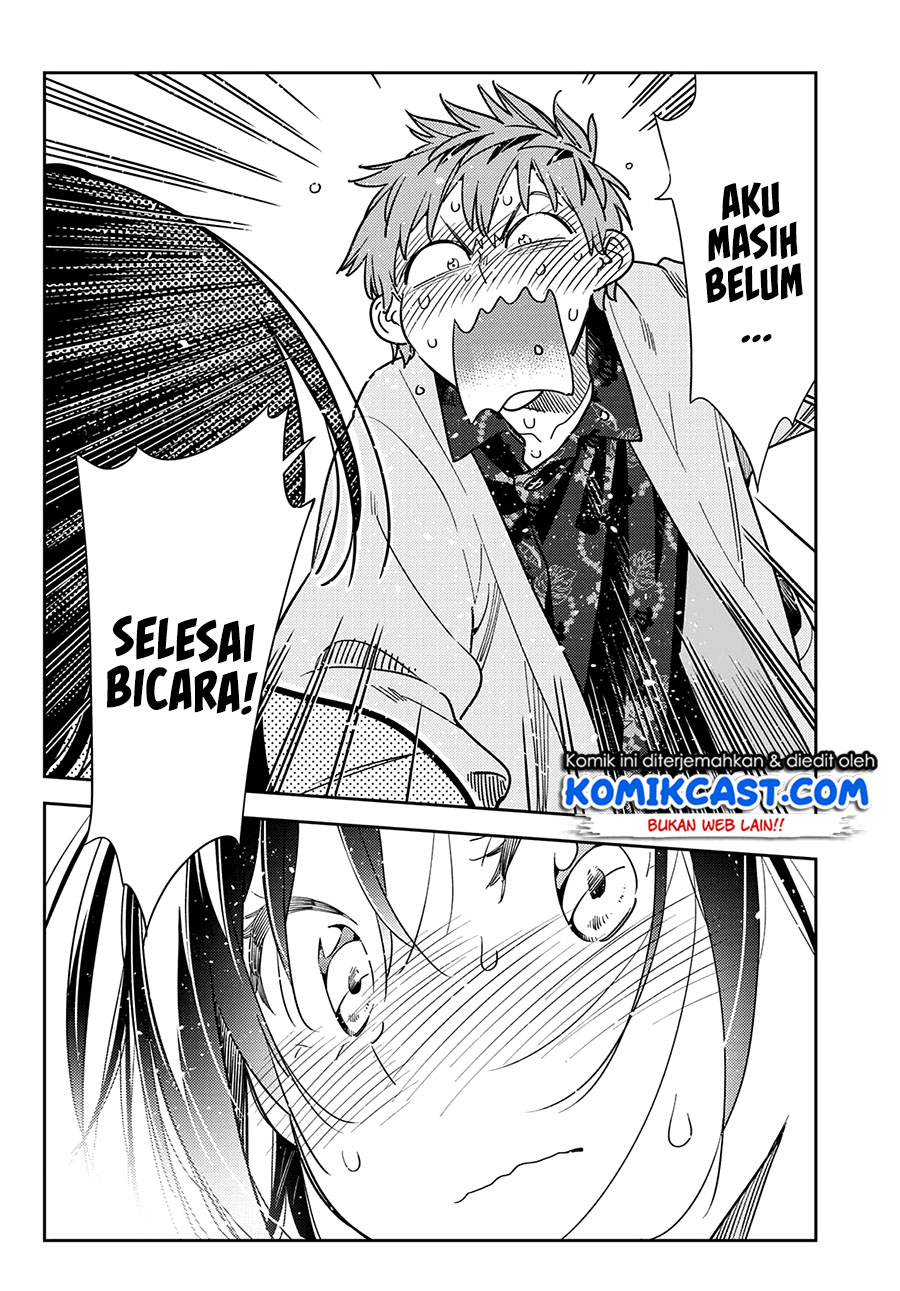 AKU
MASIH
BELUM
...
SELESAI
BICARA!
Komik ini diterjemahkan & diedit oleh
KOMIKCAST.COM
BUKAN WEB LAIN!!